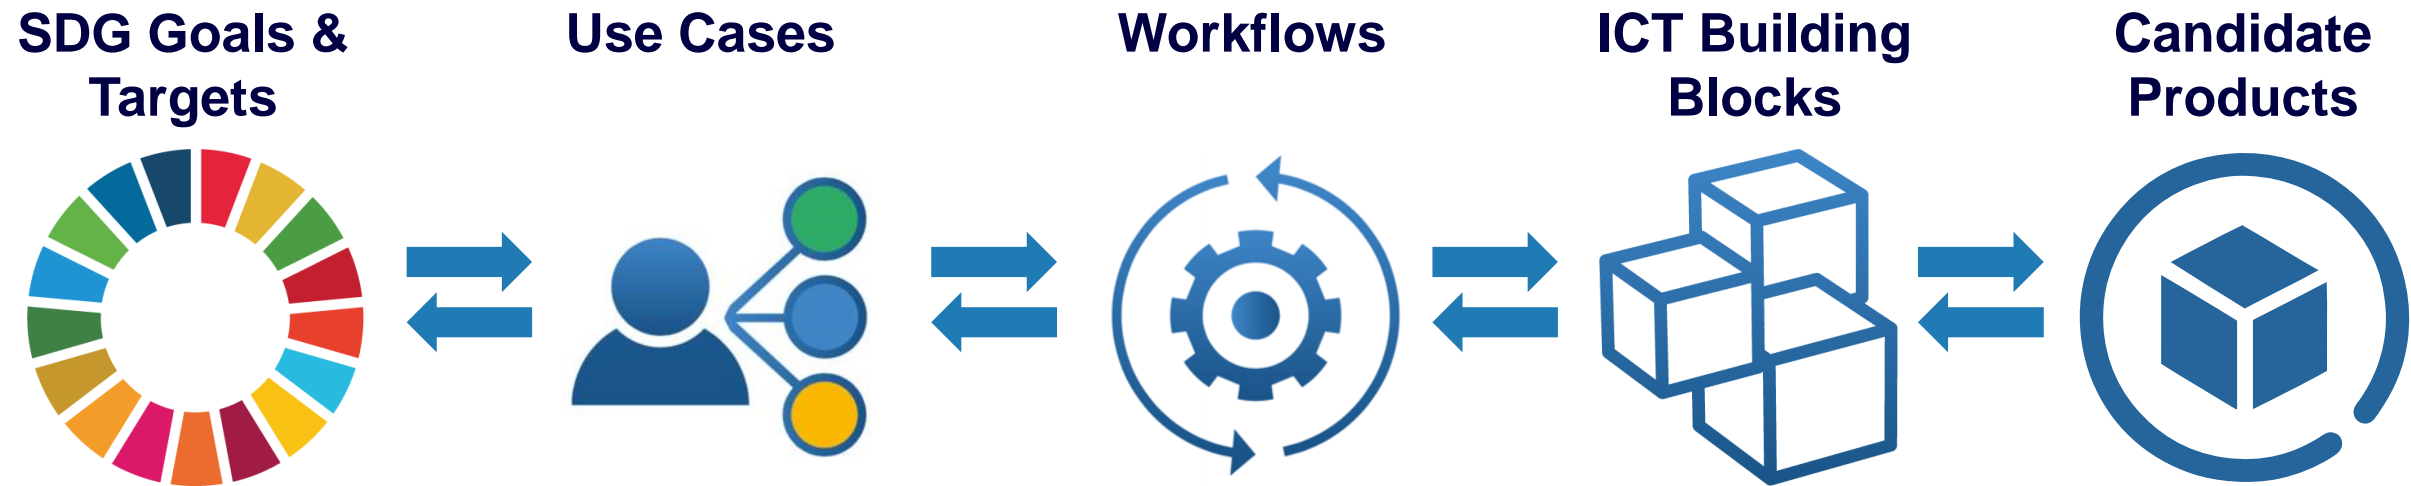 SDG Goals &
Targets
Use Cases
Workflows
ICT Building
Blocks
Candidate
Products